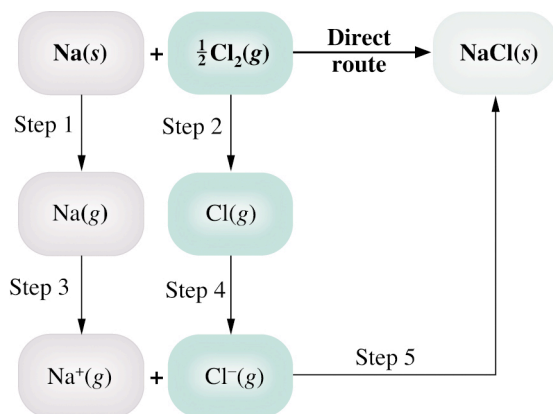 Na(s) + ½Cl₂(g) Direct route NaCl(s)
Step 1 Step 2
Na(g) Cl(g)
Step 3 Step 4
Na⁺(g) + Cl⁻(g) Step 5